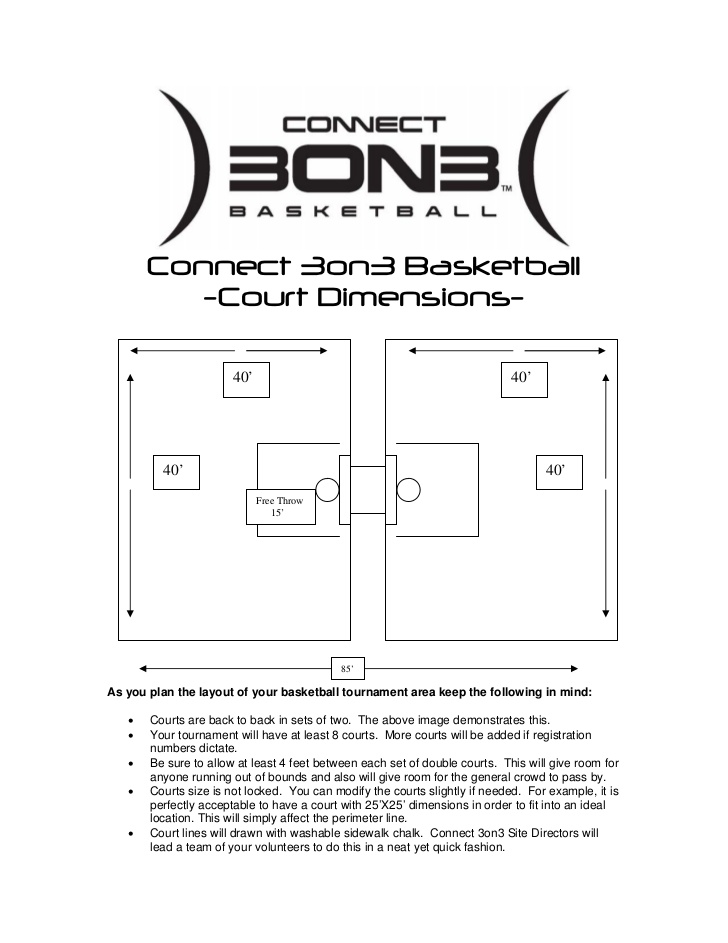 CONNECT
3ON3™
BASKETBALL
Connect 3on3 Basketball
-Court Dimensions-
40’
40’
40’
40’
Free Throw
15’
85’
As you plan the layout of your basketball tournament area keep the following in mind:
• Courts are back to back in sets of two. The above image demonstrates this.
• Your tournament will have at least 8 courts. More courts will be added if registration
numbers dictate.
• Be sure to allow at least 4 feet between each set of double courts. This will give room for
anyone running out of bounds and also will give room for the general crowd to pass by.
• Courts size is not locked. You can modify the courts slightly if needed. For example, it is
perfectly acceptable to have a court with 25’X25’ dimensions in order to fit into an ideal
location. This will simply affect the perimeter line.
• Court lines will drawn with washable sidewalk chalk. Connect 3on3 Site Directors will
lead a team of your volunteers to do this in a neat yet quick fashion.